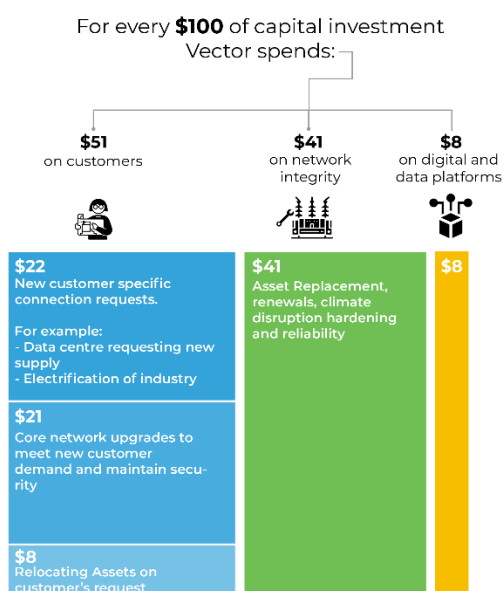 For every $100 of capital investment
Vector spends:
$51
on customers
$41
on network
integrity
$8
on digital and
data platforms
$22
New customer specific
connection requests.
For example:
- Data centre requesting new
supply
- Electrification of industry
$21
Core network upgrades to
meet new customer
demand and maintain secu-
rity
$8
Relocating Assets on
customer's request
$41
Asset Replacement,
renewals, climate
disruption hardening
and reliability
$8